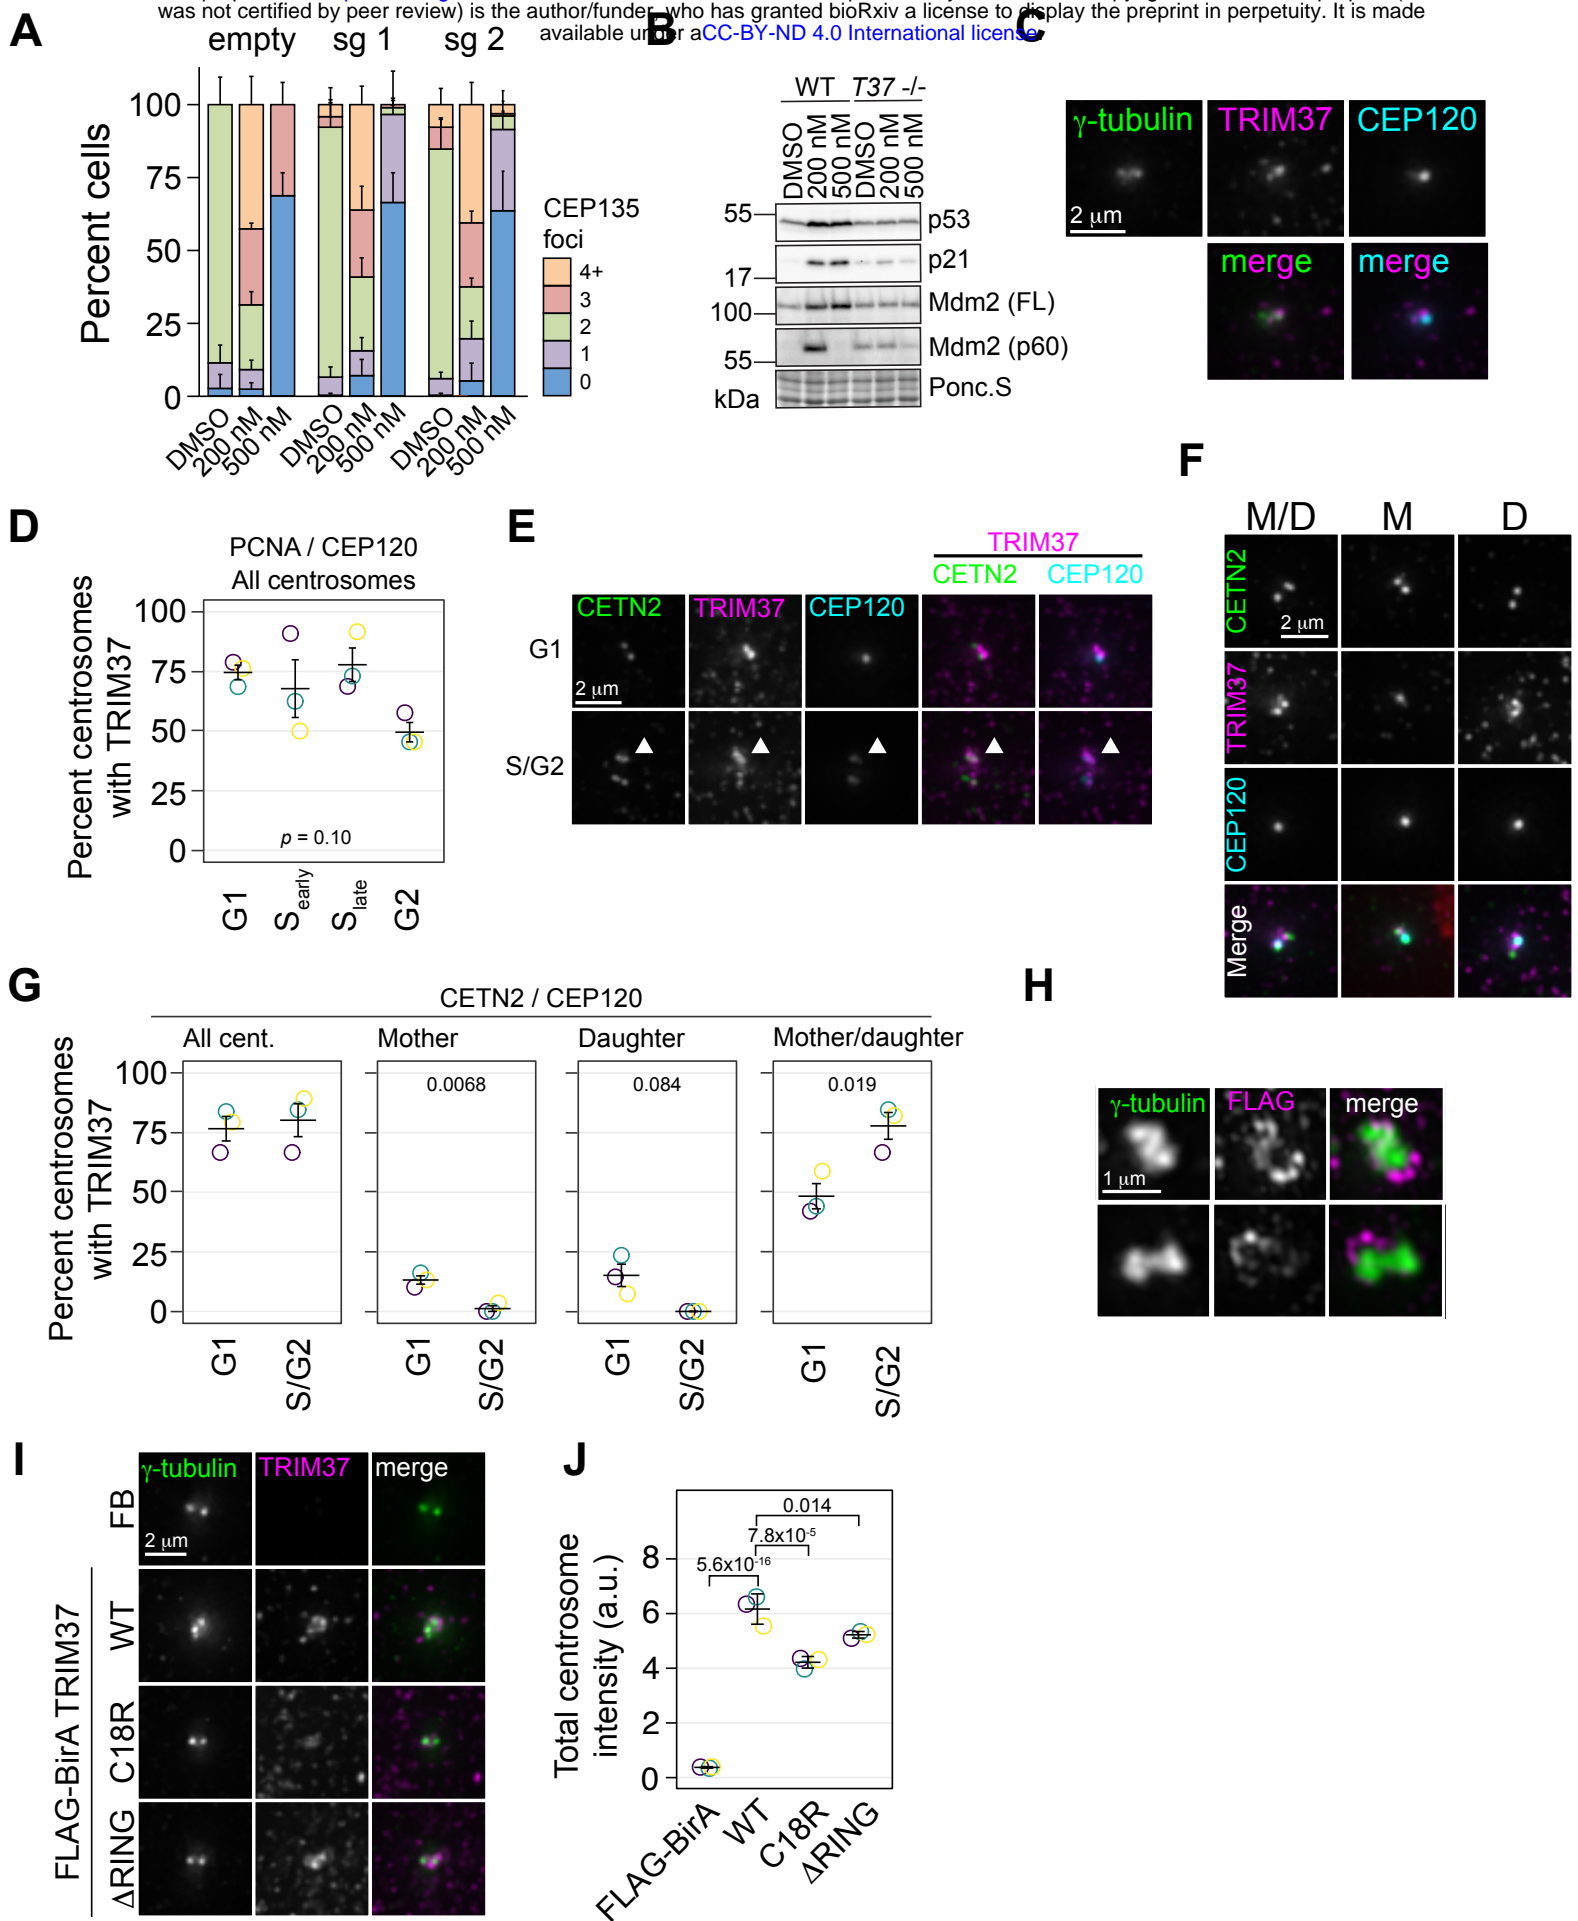 was not certified by peer review) is the author/funder, who has granted bioRxiv a license to display the preprint in perpetuity. It is made
available under aCC-BY-ND 4.0 International license.
A
empty
sg 1
sg 2
Percent cells
100
75
50
25
0
DMSO
200 nM
500 nM
DMSO
200 nM
500 nM
DMSO
200 nM
500 nM
CEP135
foci
4+
3
2
1
0
B
WT
T37 -/-
DMSO
200 nM
500 nM
DMSO
200 nM
500 nM
55
p53
p21
17
Mdm2 (FL)
100
Mdm2 (p60)
55
kDa
Ponc.S
C
γ-tubulin
TRIM37
CEP120
2 μm
merge
merge
D
PCNA / CEP120
All centrosomes
Percent centrosomes
with TRIM37
100
75
50
25
0
p = 0.10
G1
S early
S late
G2
E
TRIM37
CETN2
CEP120
CETN2
TRIM37
CEP120
G1
2 μm
S/G2
F
M/D
M
D
CETN2
2 μm
TRIM37
CEP120
Merge
G
CETN2 / CEP120
All cent.
Mother
Daughter
Mother/daughter
Percent centrosomes
with TRIM37
100
75
50
25
0
0.0068
0.084
0.019
G1
S/G2
G1
S/G2
G1
S/G2
G1
S/G2
H
γ-tubulin
FLAG
merge
1 μm
I
γ-tubulin
TRIM37
merge
FB
2 μm
FLAG-BirA TRIM37
WT
C18R
ΔRING
J
Total centrosome
intensity (a.u.)
8
6
4
2
0
0.014
7.8x10-5
5.6x10-16
FLAG-BirA
WT
C18R
ΔRING